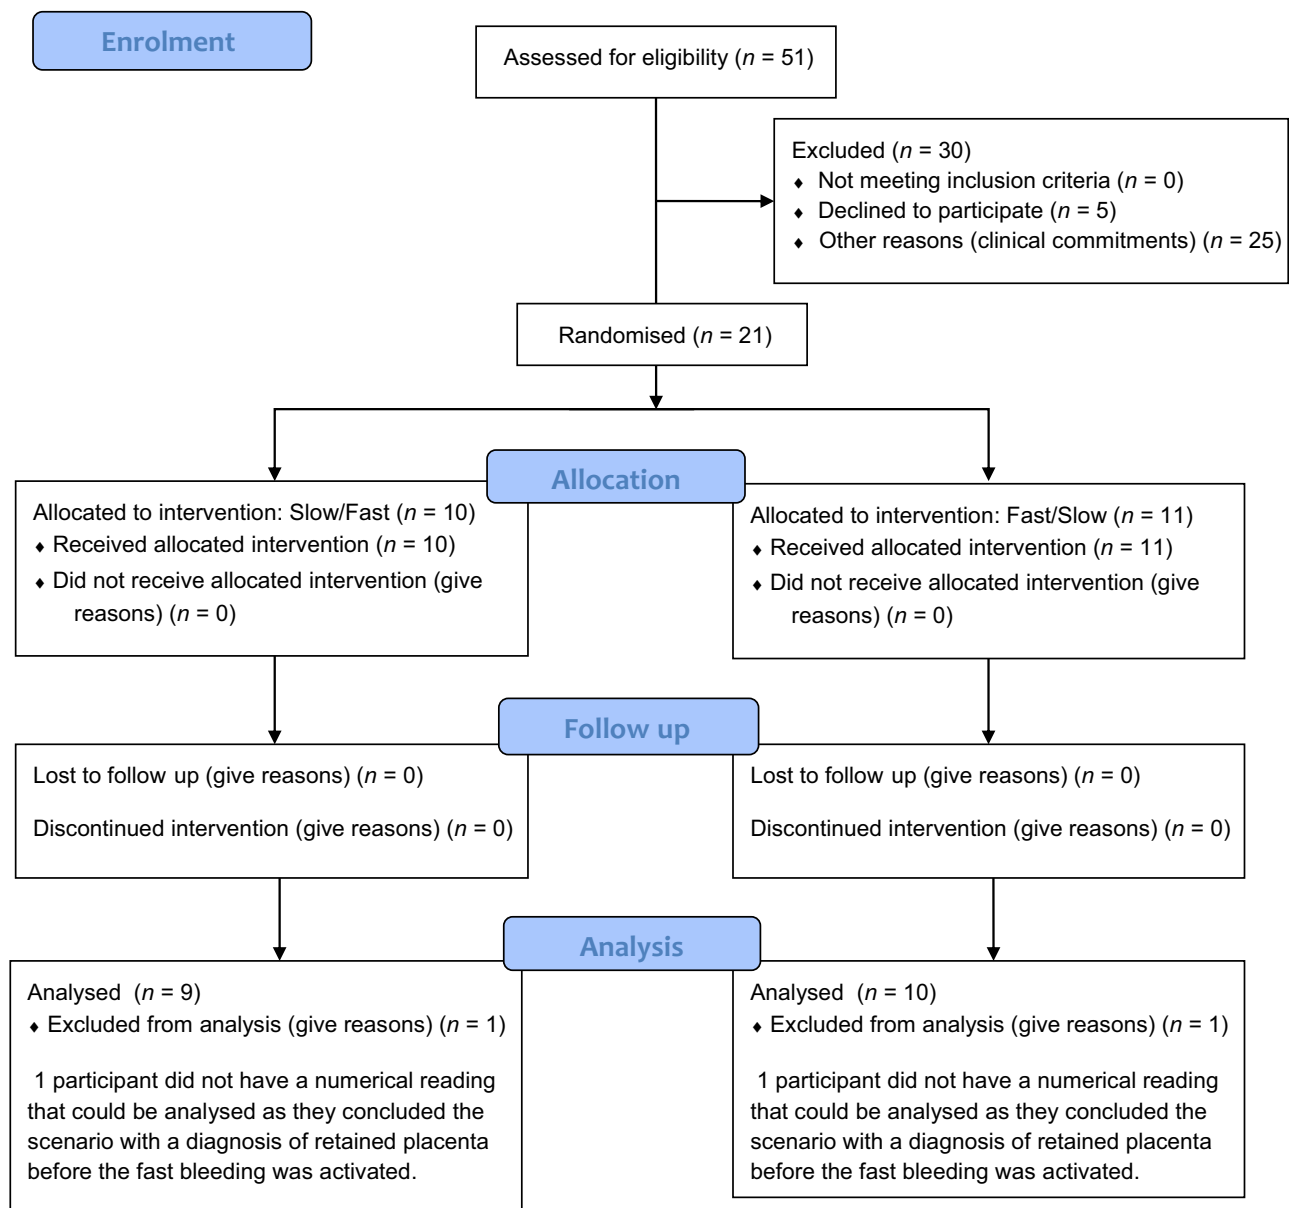 Enrolment
Assessed for eligibility (n = 51)
Excluded (n = 30)
⬧ Not meeting inclusion criteria (n = 0)
⬧ Declined to participate (n = 5)
⬧ Other reasons (clinical commitments) (n = 25)
Randomised (n = 21)
Allocation
Allocated to intervention: Slow/Fast (n = 10)
⬧ Received allocated intervention (n = 10)
⬧ Did not receive allocated intervention (give
reasons) (n = 0)
Allocated to intervention: Fast/Slow (n = 11)
⬧ Received allocated intervention (n = 11)
⬧ Did not receive allocated intervention (give
reasons) (n = 0)
Follow up
Lost to follow up (give reasons) (n = 0)
Discontinued intervention (give reasons) (n = 0)
Lost to follow up (give reasons) (n = 0)
Discontinued intervention (give reasons) (n = 0)
Analysis
Analysed (n = 9)
⬧ Excluded from analysis (give reasons) (n = 1)
1 participant did not have a numerical reading
that could be analysed as they concluded the
scenario with a diagnosis of retained placenta
before the fast bleeding was activated.
Analysed (n = 10)
⬧ Excluded from analysis (give reasons) (n = 1)
1 participant did not have a numerical reading
that could be analysed as they concluded the
scenario with a diagnosis of retained placenta
before the fast bleeding was activated.